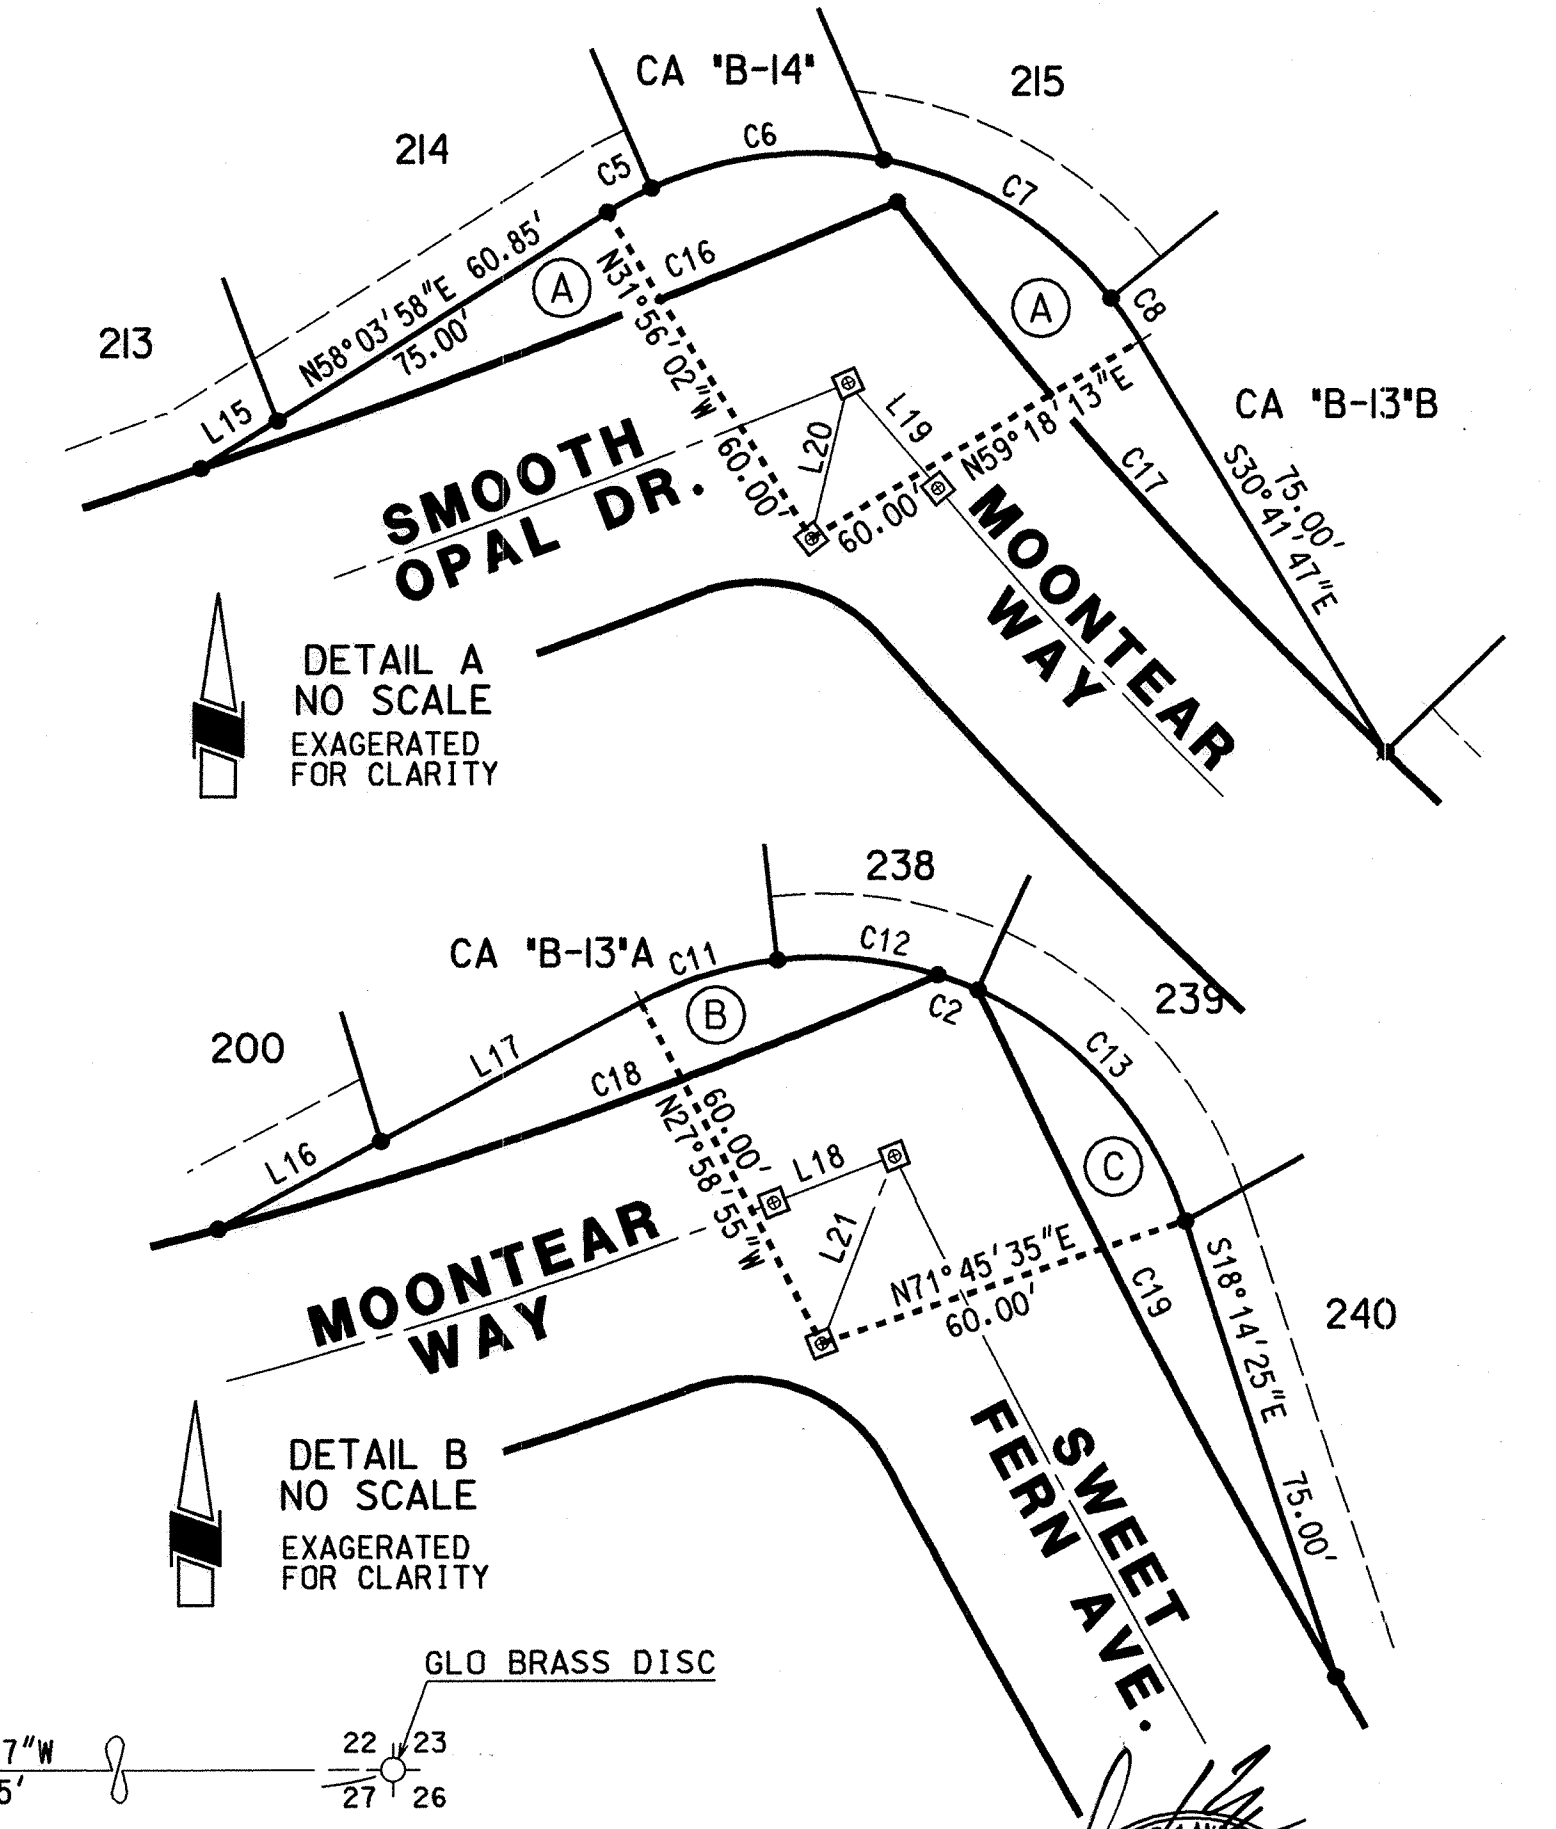 CA "B-14"
215
214
C6
C5
C7
N58°03'58"E 60.85'
75.00'
A
C16
A
C8
213
L15
N31°56'02"W 60.00'
L19
L20
N59°18'13"E
60.00'
CA "B-13"B
C17
75.00'
S30°41'47"E
SMOOTH
OPAL DR.
MOONTEAR
WAY
DETAIL A
NO SCALE
EXAGERATED
FOR CLARITY
238
CA "B-13"A
C11
C12
B
C2
239
200
L17
C18
C13
L16
60.00'
N27°58'55"W
L18
C
L21
N71°45'35"E
60.00'
C19
S18°14'25"E 75.00'
240
MOONTEAR
WAY
SWEET
FERN AVE.
DETAIL B
NO SCALE
EXAGERATED
FOR CLARITY
GLO BRASS DISC
7"W
5'
22 23
27 26